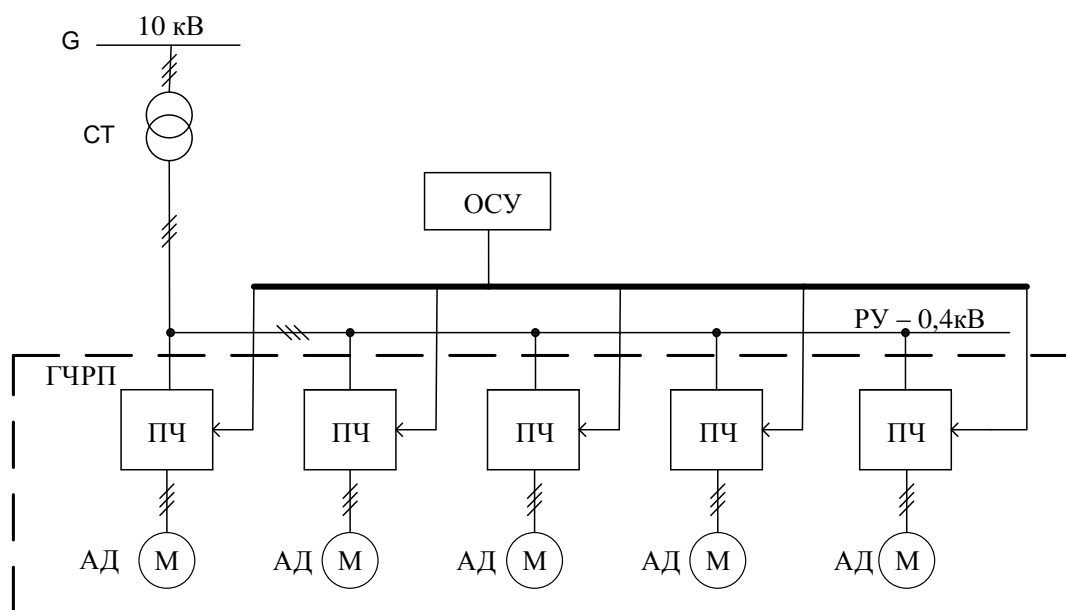 10 кВ
G
СТ
ОСУ
РУ – 0,4кВ
ГЧРП
ПЧ ПЧ ПЧ ПЧ ПЧ
АД М АД М АД М АД М АД М